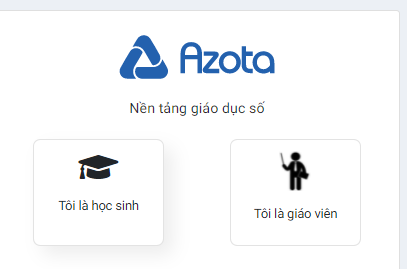 Azota
Nền tảng giáo dục số
Tôi là học sinh
Tôi là giáo viên